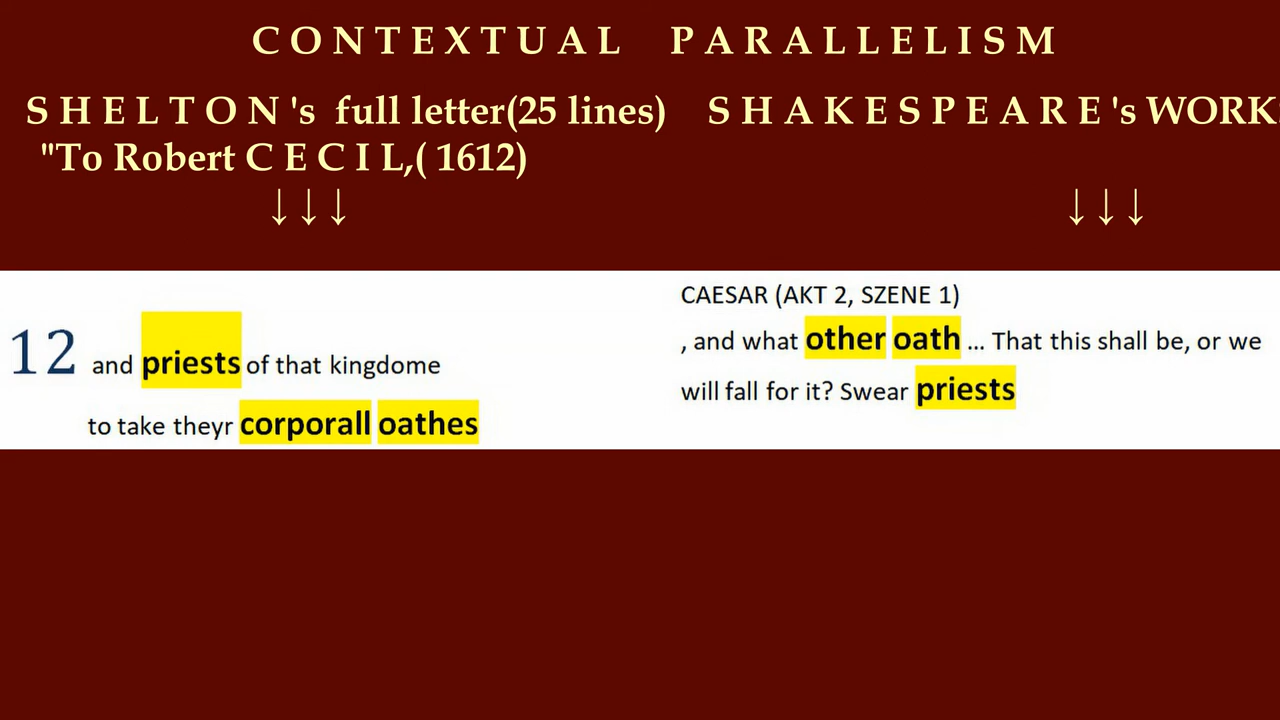 C O N T E X T U A L P A R A L L E L I S M
S H E L T O N 's full letter(25 lines)
"To Robert C E C I L,( 1612)
↓↓↓
S H A K E S P E A R E 's WORK
↓↓↓
12 and priests of that kingdome
to take theyr corporall oathes
CAESAR (AKT 2, SZENE 1)
, and what other oath ... That this shall be, or we
will fall for it? Swear priests